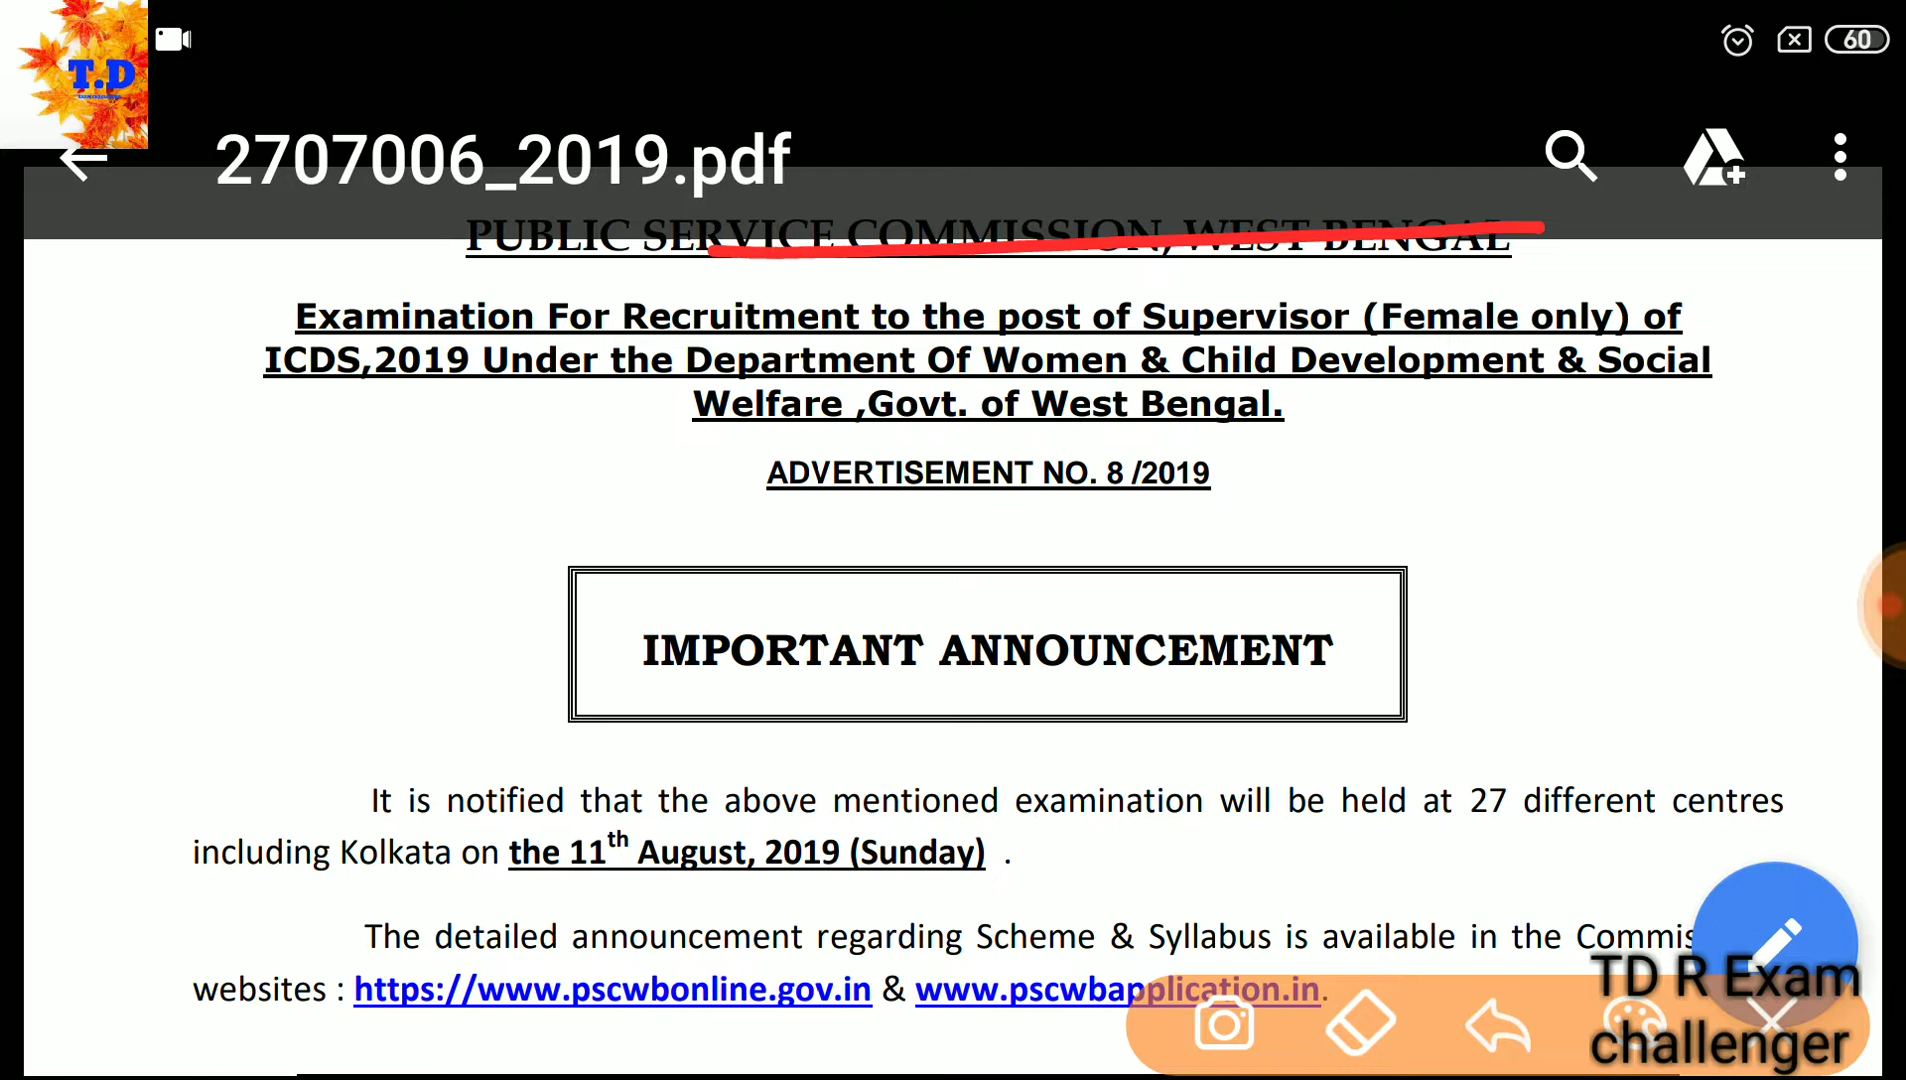 T.D
60
2707006_2019.pdf
PUBLIC SERVICE COMMISSION, WEST BENGAL
Examination For Recruitment to the post of Supervisor (Female only) of
ICDS,2019 Under the Department Of Women & Child Development & Social
Welfare ,Govt. of West Bengal.
ADVERTISEMENT NO. 8 /2019
IMPORTANT ANNOUNCEMENT
It is notified that the above mentioned examination will be held at 27 different centres
including Kolkata on the 11th August, 2019 (Sunday) .
The detailed announcement regarding Scheme & Syllabus is available in the Commis
websites : https://www.pscwbonline.gov.in & www.pscwbapplication.in.
TD R Exam
challenger